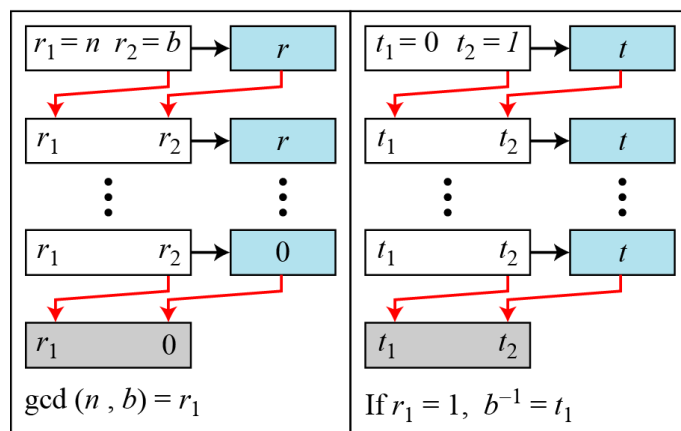 r₁ = n r₂ = b r
r₁ r₂ r
r₁ r₂ 0
r₁ 0
gcd (n , b) = r₁
t₁ = 0 t₂ = 1 t
t₁ t₂ t
t₁ t₂ t
t₁ t₂
If r₁ = 1, b⁻¹ = t₁